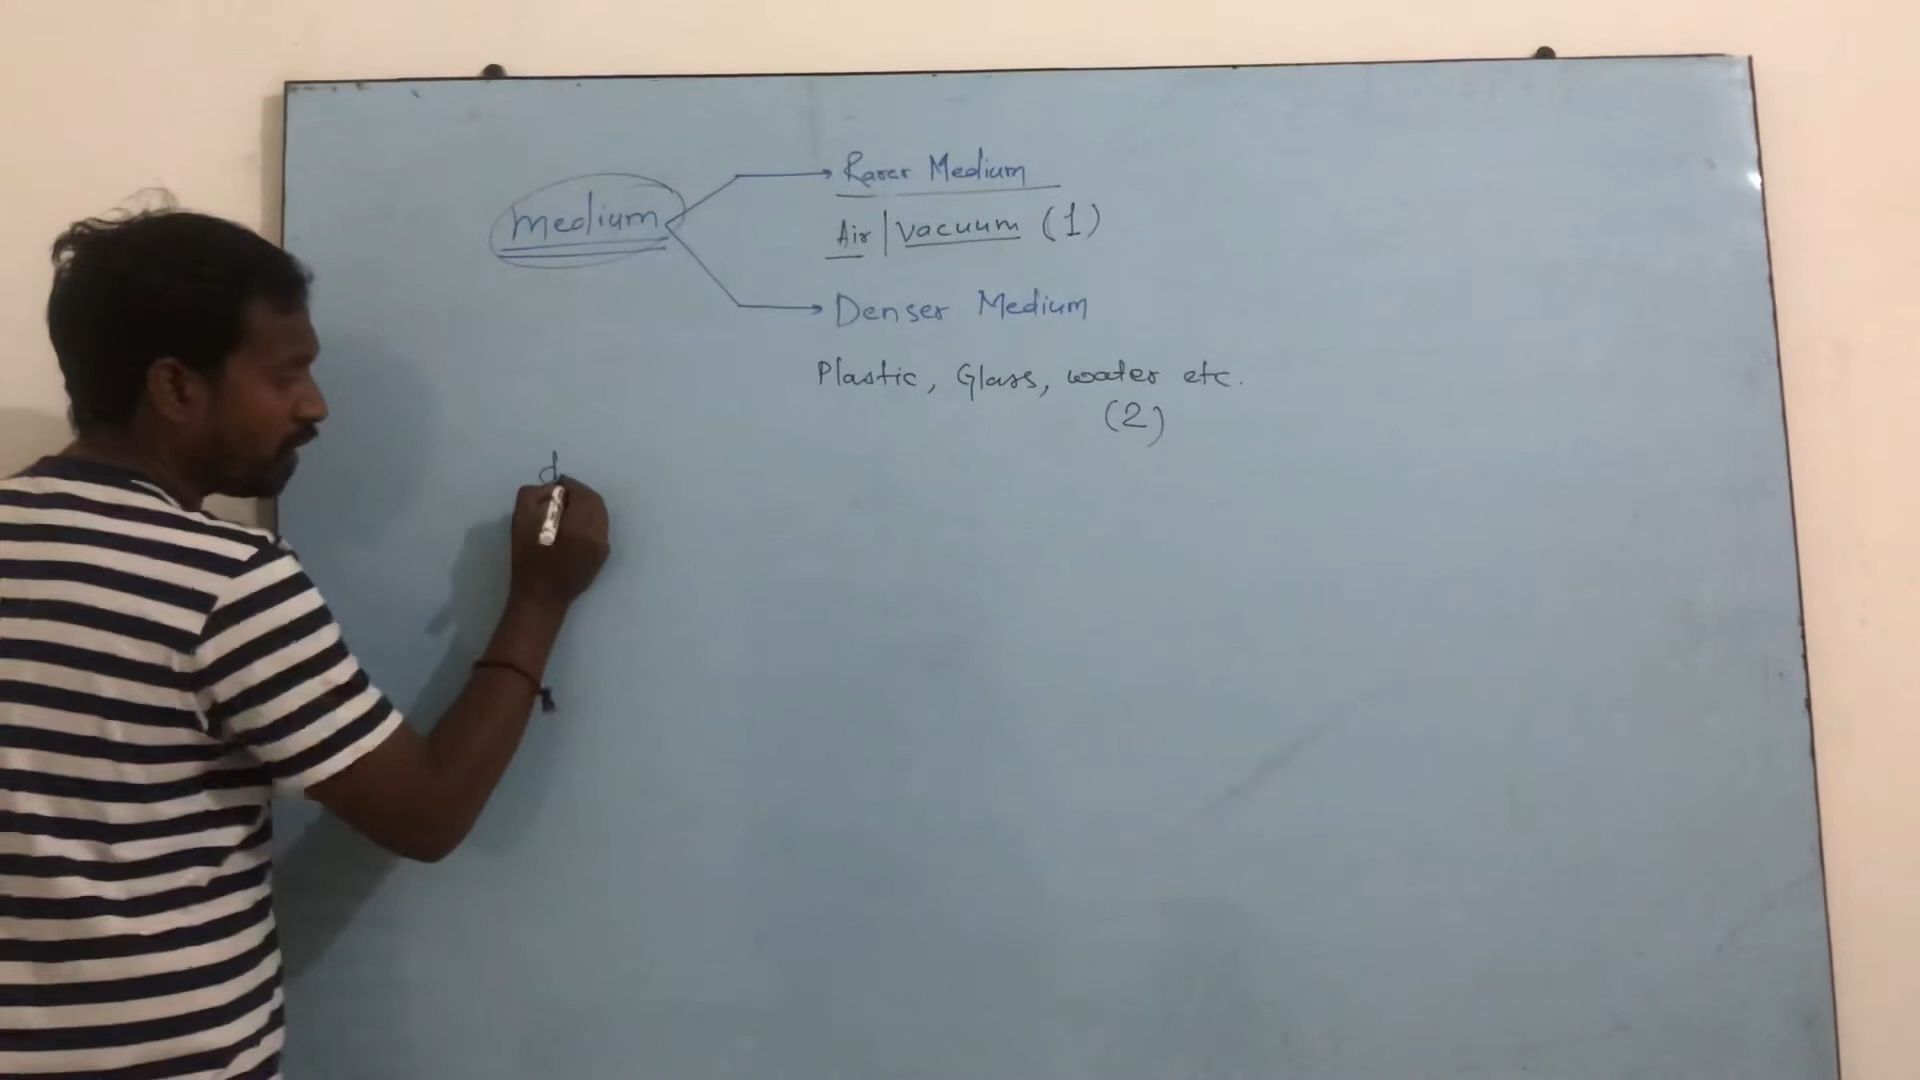 Rarer Medium
medium
Air | Vacuum (1)
Denser Medium
Plastic, Glass, water etc.
(2)
d